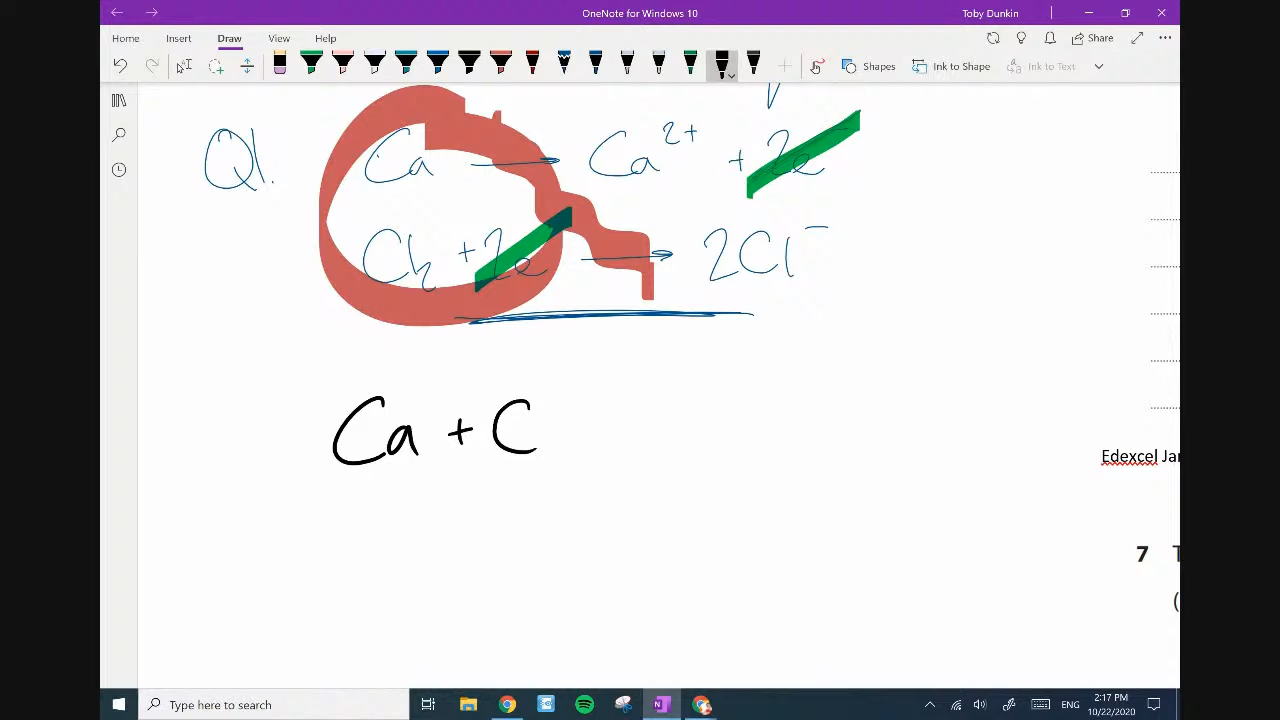 OneNote for Windows 10
Toby Dunkin
Home Insert Draw View Help
Share
Shapes
Ink to Shape
Ink to Text
Q1. Ca → Ca²⁺ + 2e⁻
Cl₂ + 2e → 2Cl⁻
Ca + C
Edexcel Jan
7 T
(
Type here to search
ENG
2:17 PM
10/22/2020